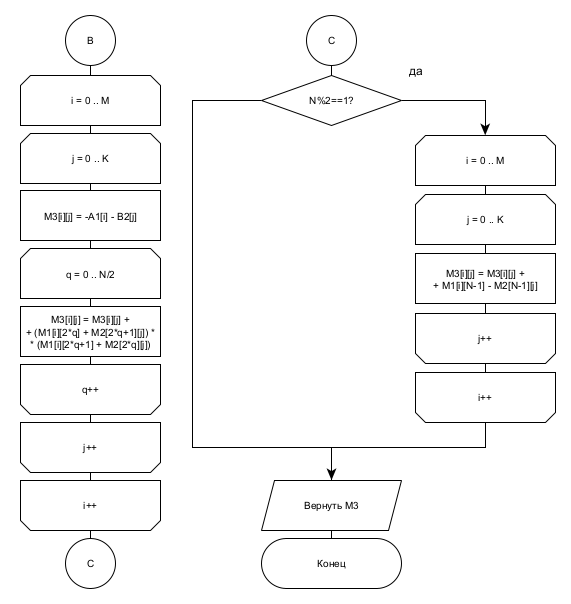 B
i = 0 .. M
j = 0 .. K
M3[i][j] = -A1[i] - B2[j]
q = 0 .. N/2
M3[i][j] = M3[i][j] +
+ (M1[i][2*q] + M2[2*q+1][j]) *
* (M1[i][2*q+1] + M2[2*q][j])
q++
j++
i++
C
C
N%2==1?
да
i = 0 .. M
j = 0 .. K
M3[i][j] = M3[i][j] +
+ M1[i][N-1] - M2[N-1][j]
j++
i++
Вернуть M3
Конец